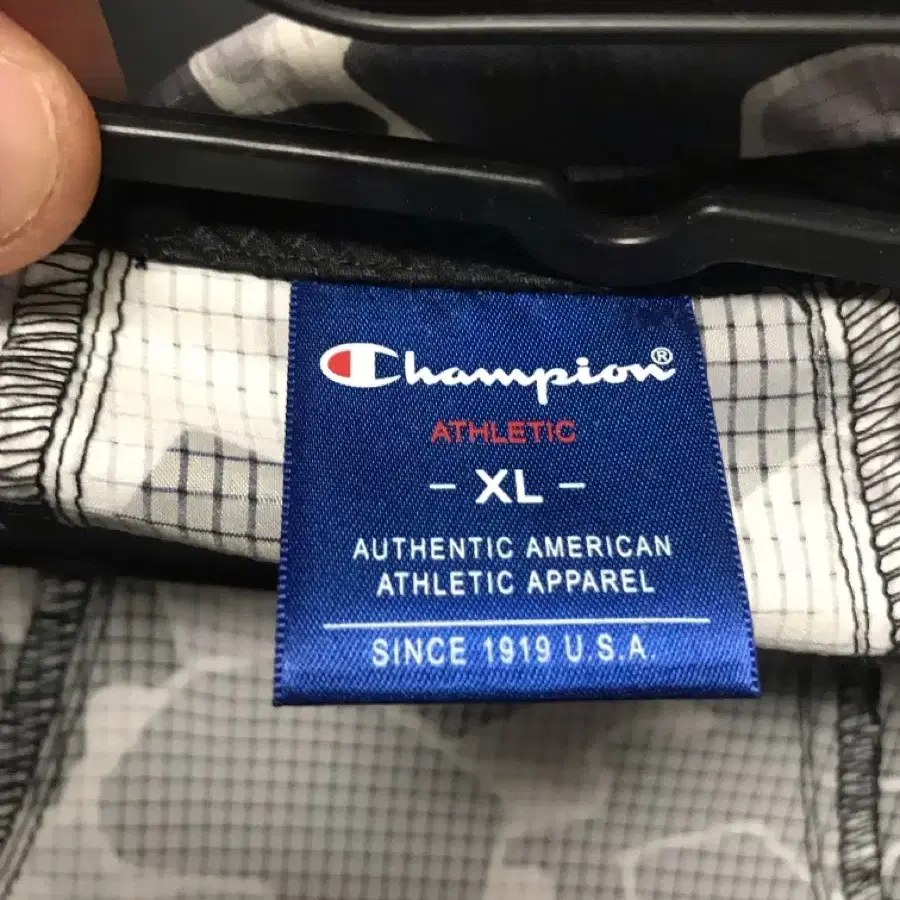 Champion®
ATHLETIC
- XL -
AUTHENTIC AMERICAN
ATHLETIC APPAREL
SINCE 1919 U.S.A.